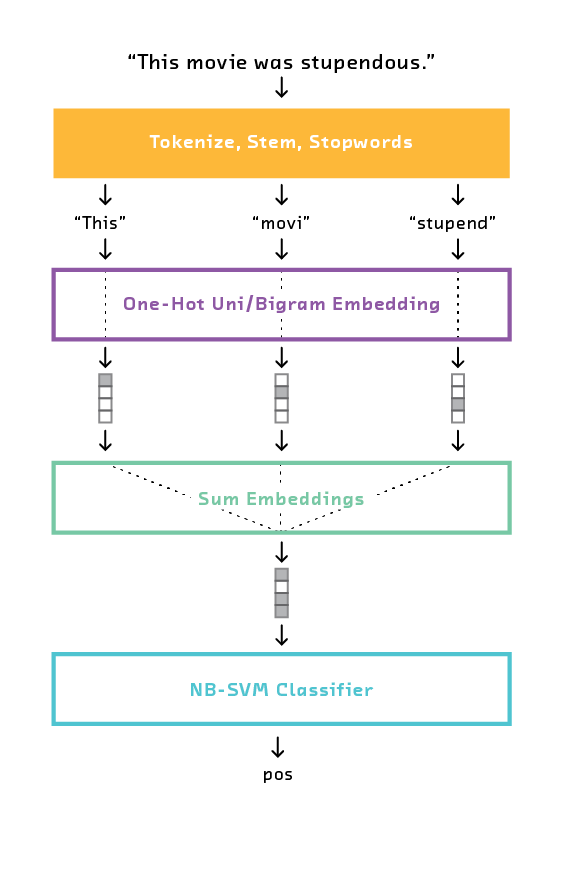 “This movie was stupendous.”
Tokenize, Stem, Stopwords
“This” “movi” “stupend”
One-Hot Uni/Bigram Embedding
Sum Embeddings
NB-SVM Classifier
pos